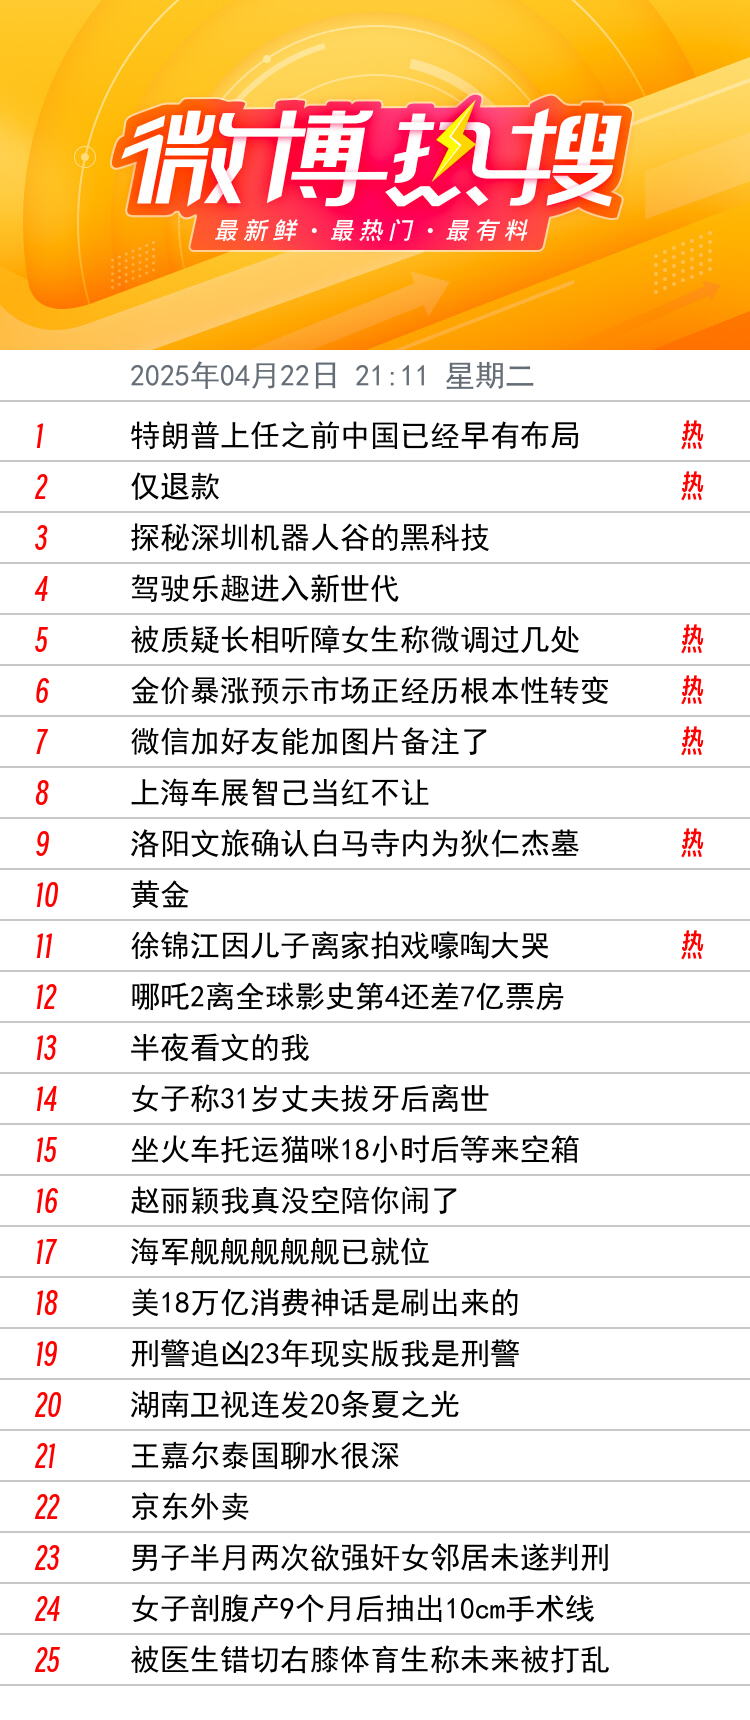 微博热搜
最新鲜·最热门·最有料
2025年04月22日 21:11 星期二
1 特朗普上任之前中国已经早有布局 热
2 仅退款 热
3 探秘深圳机器人谷的黑科技
4 驾驶乐趣进入新世代
5 被质疑长相听障女生称微调过几处 热
6 金价暴涨预示市场正经历根本性转变 热
7 微信加好友能加图片备注了 热
8 上海车展智己当红不让
9 洛阳文旅确认白马寺内为狄仁杰墓 热
10 黄金
11 徐锦江因儿子离家拍戏嚎啕大哭 热
12 哪吒2离全球影史第4还差7亿票房
13 半夜看文的我
14 女子称31岁丈夫拔牙后离世
15 坐火车托运猫咪18小时后等来空箱
16 赵丽颖我真没空陪你闹了
17 海军舰舰舰舰舰已就位
18 美18万亿消费神话是刷出来的
19 刑警追凶23年现实版我是刑警
20 湖南卫视连发20条夏之光
21 王嘉尔泰国聊水很深
22 京东外卖
23 男子半月两次欲强奸女邻居未遂判刑
24 女子剖腹产9个月后抽出10cm手术线
25 被医生错切右膝体育生称未来被打乱